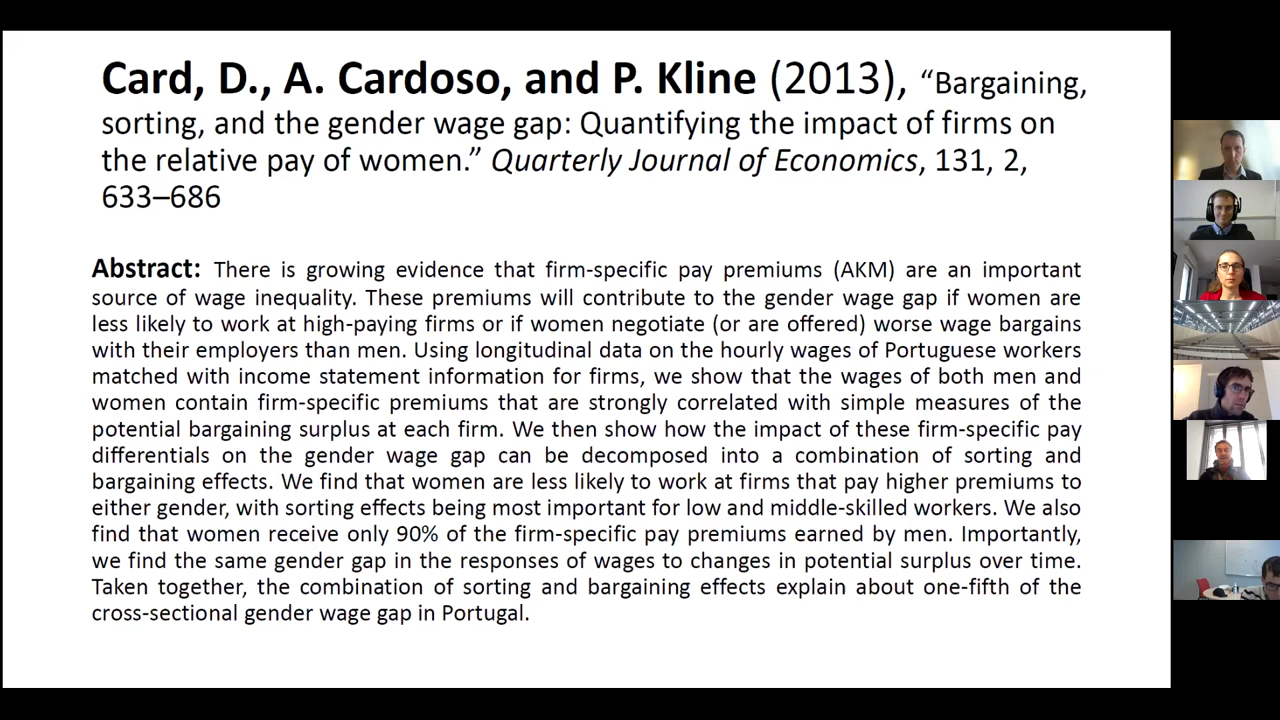 Card, D., A. Cardoso, and P. Kline (2013), “Bargaining,
sorting, and the gender wage gap: Quantifying the impact of firms on
the relative pay of women.” Quarterly Journal of Economics, 131, 2,
633–686
Abstract: There is growing evidence that firm-specific pay premiums (AKM) are an important
source of wage inequality. These premiums will contribute to the gender wage gap if women are
less likely to work at high-paying firms or if women negotiate (or are offered) worse wage bargains
with their employers than men. Using longitudinal data on the hourly wages of Portuguese workers
matched with income statement information for firms, we show that the wages of both men and
women contain firm-specific premiums that are strongly correlated with simple measures of the
potential bargaining surplus at each firm. We then show how the impact of these firm-specific pay
differentials on the gender wage gap can be decomposed into a combination of sorting and
bargaining effects. We find that women are less likely to work at firms that pay higher premiums to
either gender, with sorting effects being most important for low and middle-skilled workers. We also
find that women receive only 90% of the firm-specific pay premiums earned by men. Importantly,
we find the same gender gap in the responses of wages to changes in potential surplus over time.
Taken together, the combination of sorting and bargaining effects explain about one-fifth of the
cross-sectional gender wage gap in Portugal.